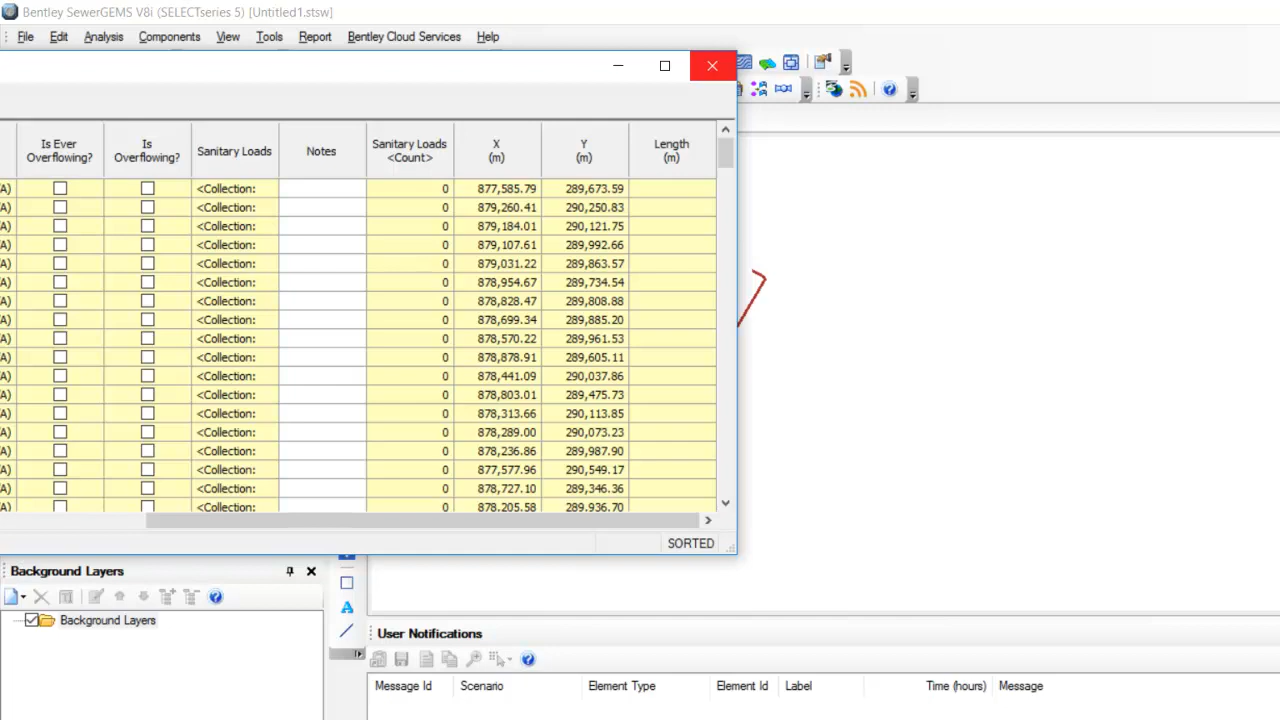 Bentley SewerGEMS V8i (SELECTseries 5) [Untitled1.stsw]
File Edit Analysis Components View Tools Report Bentley Cloud Services Help
Is Ever Overflowing? Is Overflowing? Sanitary Loads Notes Sanitary Loads <Count> X (m) Y (m) Length (m)
A) <Collection: 0 877,585.79 289,673.59
A) <Collection: 0 879,260.41 290,250.83
A) <Collection: 0 879,184.01 290,121.75
A) <Collection: 0 879,107.61 289,992.66
A) <Collection: 0 879,031.22 289,863.57
A) <Collection: 0 878,954.67 289,734.54
A) <Collection: 0 878,828.47 289,808.88
A) <Collection: 0 878,699.34 289,885.20
A) <Collection: 0 878,570.22 289,961.53
A) <Collection: 0 878,878.91 289,605.11
A) <Collection: 0 878,441.09 290,037.86
A) <Collection: 0 878,803.01 289,475.73
A) <Collection: 0 878,313.66 290,113.85
A) <Collection: 0 878,289.00 290,073.23
A) <Collection: 0 878,236.86 289,987.90
A) <Collection: 0 877,577.96 290,549.17
A) <Collection: 0 878,727.10 289,346.36
A) <Collection: 0 878,205.58 289,936.70
SORTED
Background Layers
Background Layers
User Notifications
Message Id Scenario Element Type Element Id Label Time (hours) Message